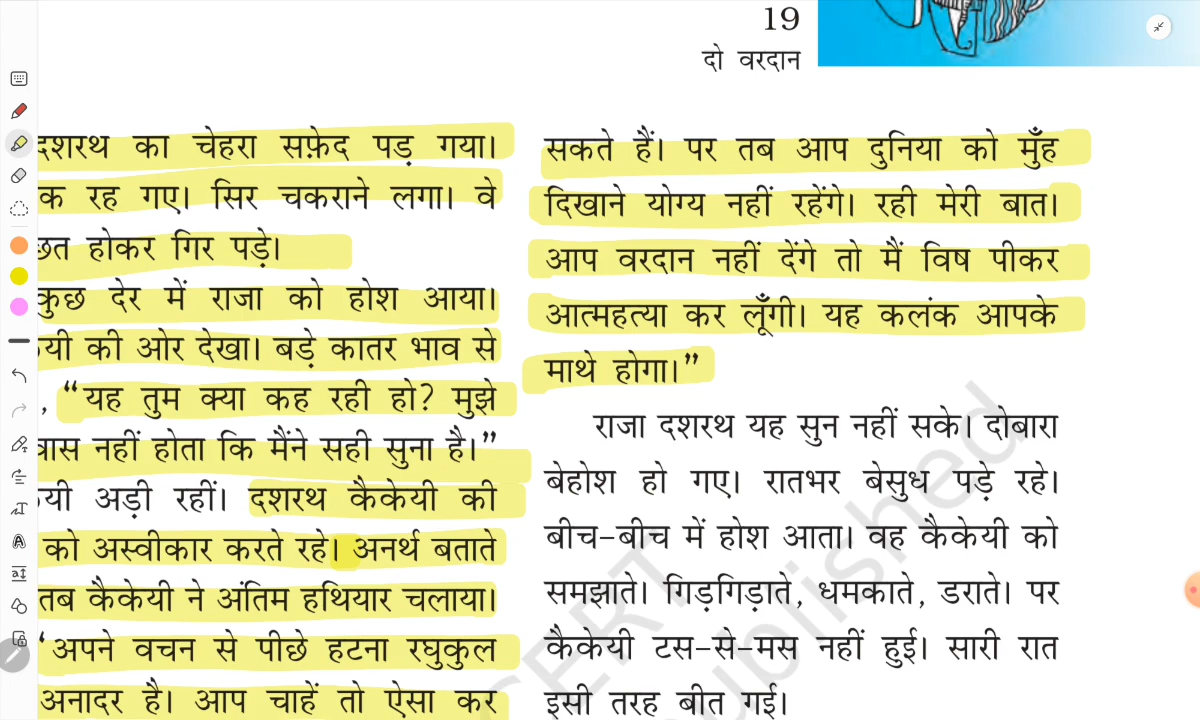 19
दो वरदान
दशरथ का चेहरा सफ़ेद पड़ गया।
रह गए। सिर चकराने लगा। वे
होकर गिर पड़े।
कुछ देर में राजा को होश आया।
की ओर देखा। बड़े कातर भाव से
, “यह तुम क्या कह रही हो? मुझे
नहीं होता कि मैंने सही सुना है।”
अड़ी रहीं। दशरथ कैकेयी की
को अस्वीकार करते रहे। अनर्थ बताते
तब कैकेयी ने अंतिम हथियार चलाया।
‘अपने वचन से पीछे हटना रघुकुल
अनादर है। आप चाहें तो ऐसा कर
सकते हैं। पर तब आप दुनिया को मुँह
दिखाने योग्य नहीं रहेंगे। रही मेरी बात।
आप वरदान नहीं देंगे तो मैं विष पीकर
आत्महत्या कर लूँगी। यह कलंक आपके
माथे होगा।”
राजा दशरथ यह सुन नहीं सके। दोबारा
बेहोश हो गए। रातभर बेसुध पड़े रहे।
बीच-बीच में होश आता। वह कैकेयी को
समझाते। गिड़गिड़ाते, धमकाते, डराते। पर
कैकेयी टस-से-मस नहीं हुई। सारी रात
इसी तरह बीत गई।